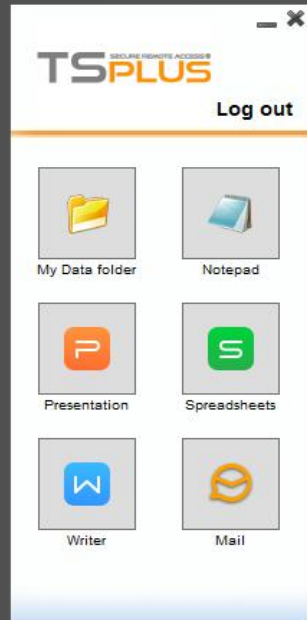 SECURE REMOTE ACCESS
TSPLUS
Log out
My Data folder
Notepad
Presentation
Spreadsheets
Writer
Mail